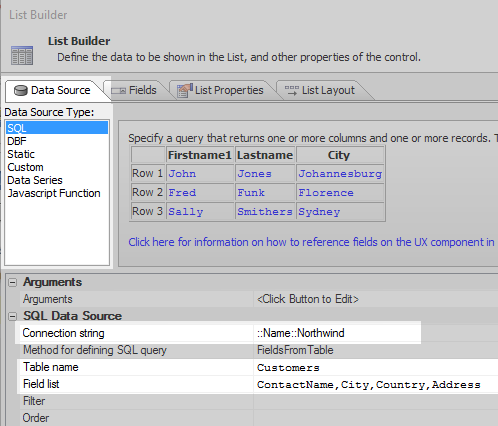 List Builder
List Builder
Define the data to be shown in the List, and other properties of the control.
Data Source Fields List Properties List Layout
Data Source Type:
SQL
DBF
Static
Custom
Data Series
Javascript Function
Specify a query that returns one or more columns and one or more records. T
Firstname1 Lastname City
Row 1 John Jones Johannesburg
Row 2 Fred Funk Florence
Row 3 Sally Smithers Sydney
Click here for information on how to reference fields on the UX component in
Arguments
Arguments <Click Button to Edit>
SQL Data Source
Connection string ::Name::Northwind
Method for defining SQL query FieldsFromTable
Table name Customers
Field list ContactName,City,Country,Address
Filter
Order